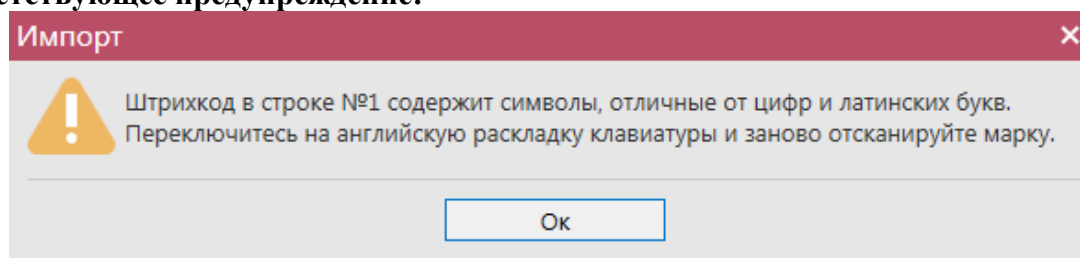 предупреждение:
Импорт
Штрихкод в строке №1 содержит символы, отличные от цифр и латинских букв.
Переключитесь на английскую раскладку клавиатуры и заново отсканируйте марку.
Ок